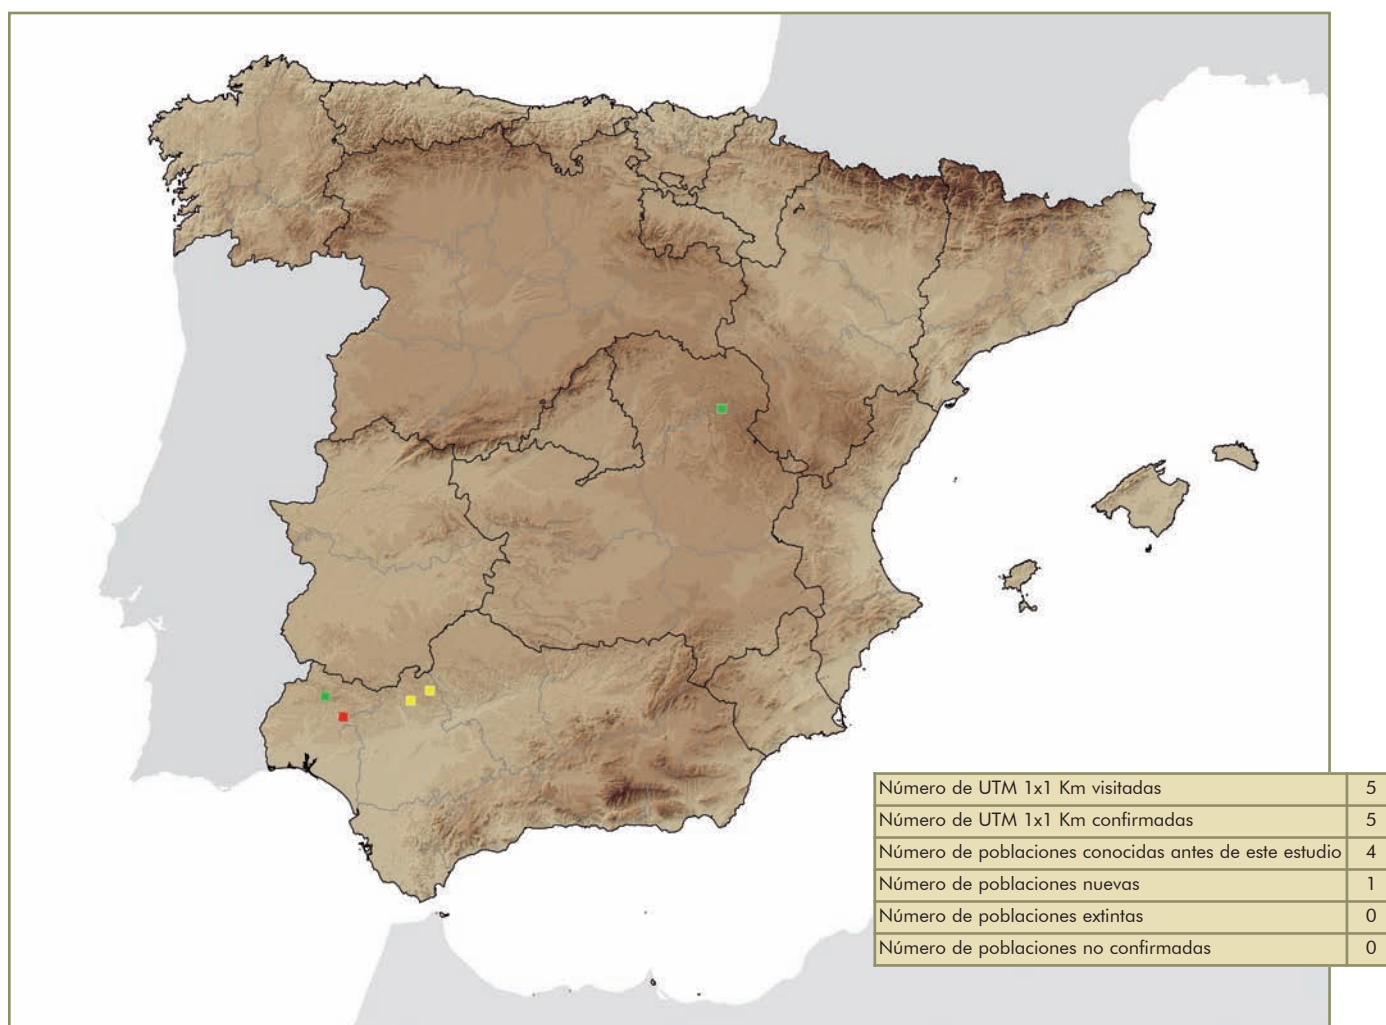 Número de UTM 1x1 Km visitadas 5
Número de UTM 1x1 Km confirmadas 5
Número de poblaciones conocidas antes de este estudio 4
Número de poblaciones nuevas 1
Número de poblaciones extintas 0
Número de poblaciones no confirmadas 0